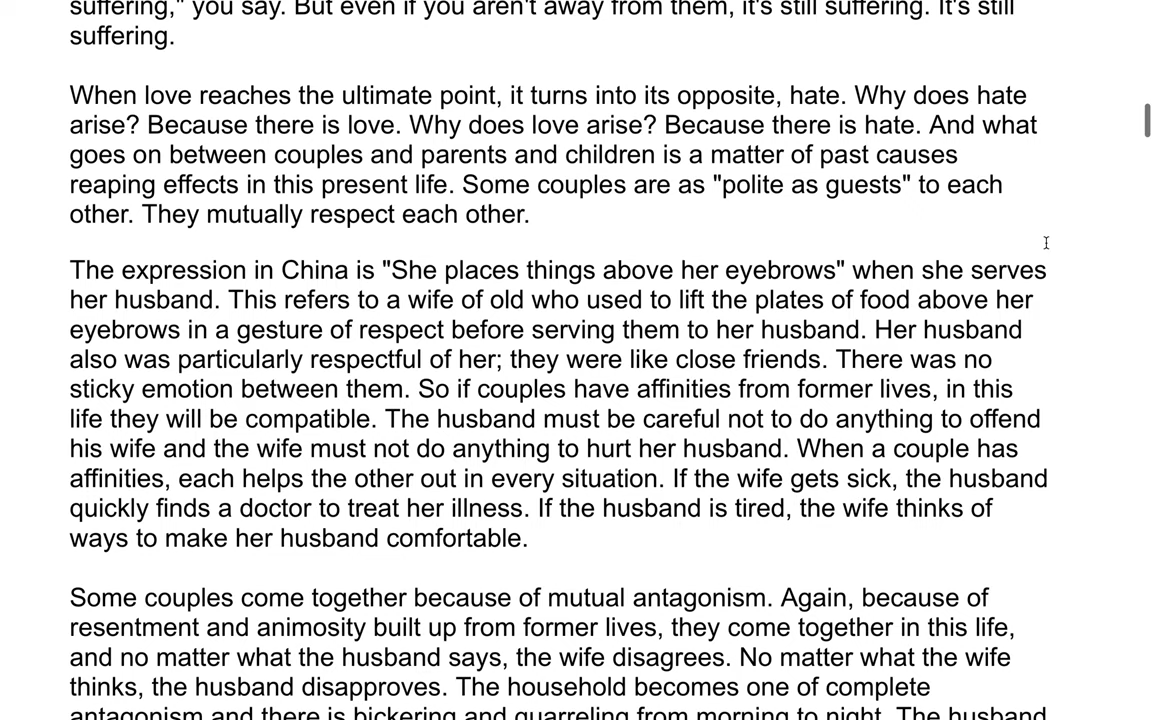 suffering," you say. But even if you aren't away from them, it's still suffering. It's still
suffering.
When love reaches the ultimate point, it turns into its opposite, hate. Why does hate
arise? Because there is love. Why does love arise? Because there is hate. And what
goes on between couples and parents and children is a matter of past causes
reaping effects in this present life. Some couples are as "polite as guests" to each
other. They mutually respect each other.
The expression in China is "She places things above her eyebrows" when she serves
her husband. This refers to a wife of old who used to lift the plates of food above her
eyebrows in a gesture of respect before serving them to her husband. Her husband
also was particularly respectful of her; they were like close friends. There was no
sticky emotion between them. So if couples have affinities from former lives, in this
life they will be compatible. The husband must be careful not to do anything to offend
his wife and the wife must not do anything to hurt her husband. When a couple has
affinities, each helps the other out in every situation. If the wife gets sick, the husband
quickly finds a doctor to treat her illness. If the husband is tired, the wife thinks of
ways to make her husband comfortable.
Some couples come together because of mutual antagonism. Again, because of
resentment and animosity built up from former lives, they come together in this life,
and no matter what the husband says, the wife disagrees. No matter what the wife
thinks, the husband disapproves. The household becomes one of complete
antagonism and there is bickering and quarreling from morning to night. The husband